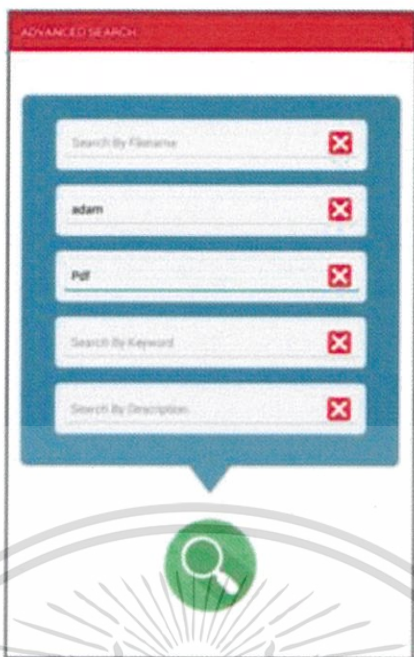 ADVANCED SEARCH
Search By Filename
adam
Pdf
Search By Keyword
Search By Description